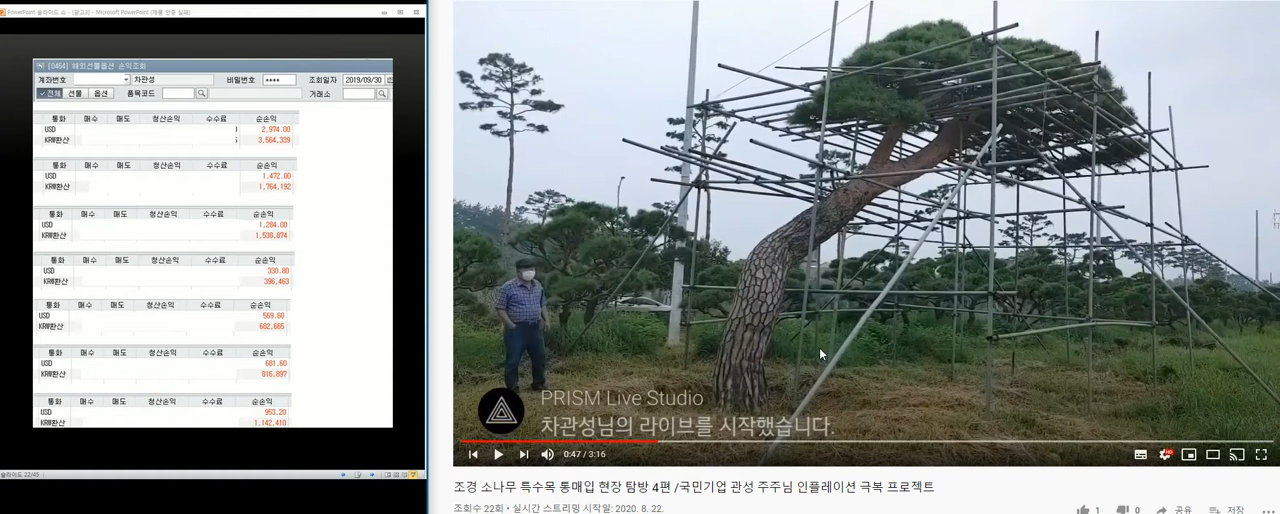 PowerPoint 슬라이드 쇼 - [광고2] - Microsoft PowerPoint (제품 인증 실패)
[0464] 해외선물옵션 손익조회
계좌번호 차관성 비밀번호 **** 조회일자 2019/09/30
전체 선물 옵션 품목코드 거래소
통화 매수 매도 청산손익 수수료 순손익
USD 2,974.00
KRW환산 3,564,339
통화 매수 매도 청산손익 수수료 순손익
USD 1,472.00
KRW환산 1,764,192
통화 매수 매도 청산손익 수수료 순손익
USD 1,284.00
KRW환산 1,538,874
통화 매수 매도 청산손익 수수료 순손익
USD 330.80
KRW환산 396,463
통화 매수 매도 청산손익 수수료 순손익
USD 569.60
KRW환산 682,665
통화 매수 매도 청산손익 수수료 순손익
USD 681.60
KRW환산 816,897
통화 매수 매도 청산손익 수수료 순손익
USD 953.20
KRW환산 1,142,410
슬라이드 22/45
PRISM Live Studio
차관성님의 라이브를 시작했습니다.
0:47 / 3:16
HD
조경 소나무 특수목 통매입 현장 탐방 4편 /국민기업 관성 주주님 인플레이션 극복 프로젝트
조회수 22회 • 실시간 스트리밍 시작일: 2020. 8. 22.
1 0 공유 저장